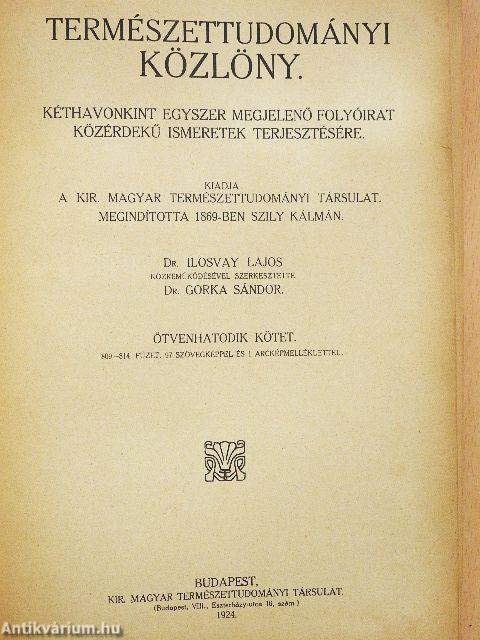 TERMÉSZETTUDOMÁNYI
KÖZLÖNY.
KÉTHAVONKINT EGYSZER MEGJELENŐ FOLYÓIRAT
KÖZÉRDEKŰ ISMERETEK TERJESZTÉSÉRE.
KIADJA
A KIR. MAGYAR TERMÉSZETTUDOMÁNYI TÁRSULAT.
MEGINDÍTOTTA 1869-BEN SZILY KÁLMÁN.
DR. ILOSVAY LAJOS
KÖZREMŰKÖDÉSÉVEL SZERKESZTETTE
DR. GORKA SÁNDOR.
ÖTVENHATODIK KÖTET.
809—814. FÜZET. 97 SZÖVEGKÉPPEL ÉS 1 ARCKÉPMELLÉKLETTEL.
BUDAPEST,
KIR. MAGYAR TERMÉSZETTUDOMÁNYI TÁRSULAT.
(Budapest, VIII., Eszterházy-utca 16. szám)
1924.
Antikvárium.hu